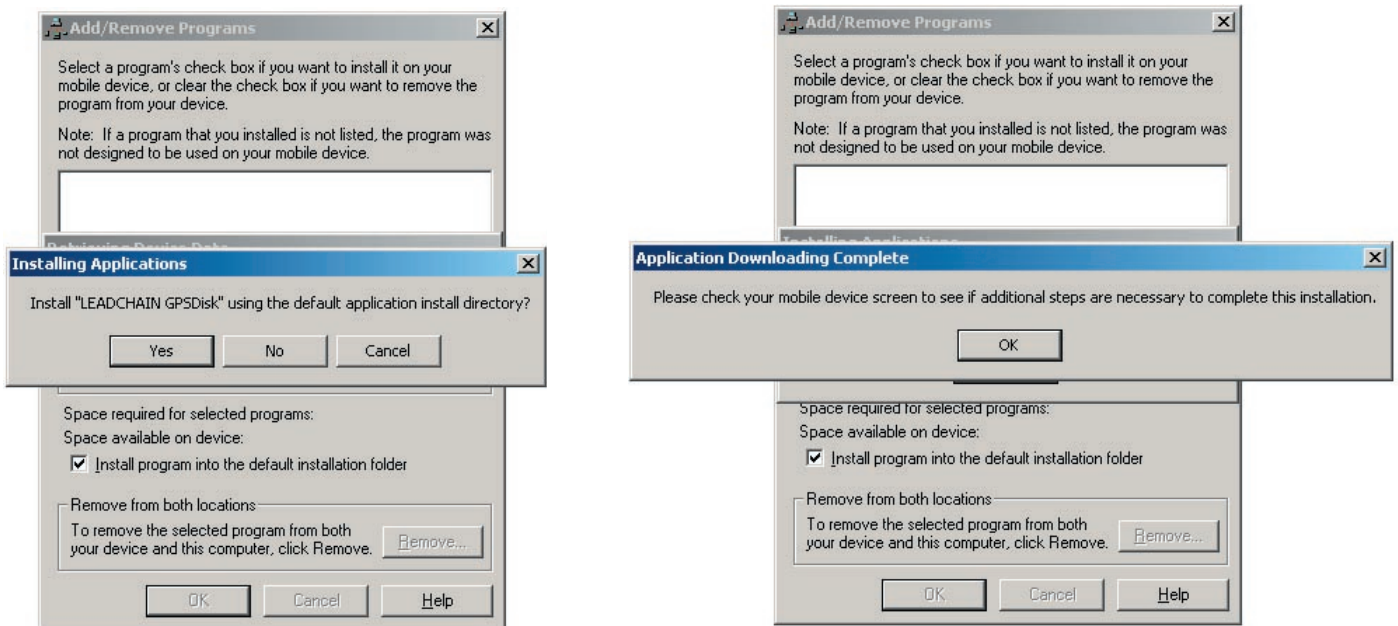 Add/Remove Programs
Select a program's check box if you want to install it on your
mobile device, or clear the check box if you want to remove the
program from your device.
Note: If a program that you installed is not listed, the program was
not designed to be used on your mobile device.
Retrieving Device Data
Installing Applications
Install "LEADCHAIN GPSDisk" using the default application install directory?
Yes
No
Cancel
Space required for selected programs:
Space available on device:
Install program into the default installation folder
Remove from both locations
To remove the selected program from both
your device and this computer, click Remove.
Remove...
OK
Cancel
Help
Add/Remove Programs
Select a program's check box if you want to install it on your
mobile device, or clear the check box if you want to remove the
program from your device.
Note: If a program that you installed is not listed, the program was
not designed to be used on your mobile device.
Installing Applications
Application Downloading Complete
Please check your mobile device screen to see if additional steps are necessary to complete this installation.
OK
Space required for selected programs:
Space available on device:
Install program into the default installation folder
Remove from both locations
To remove the selected program from both
your device and this computer, click Remove.
Remove...
OK
Cancel
Help